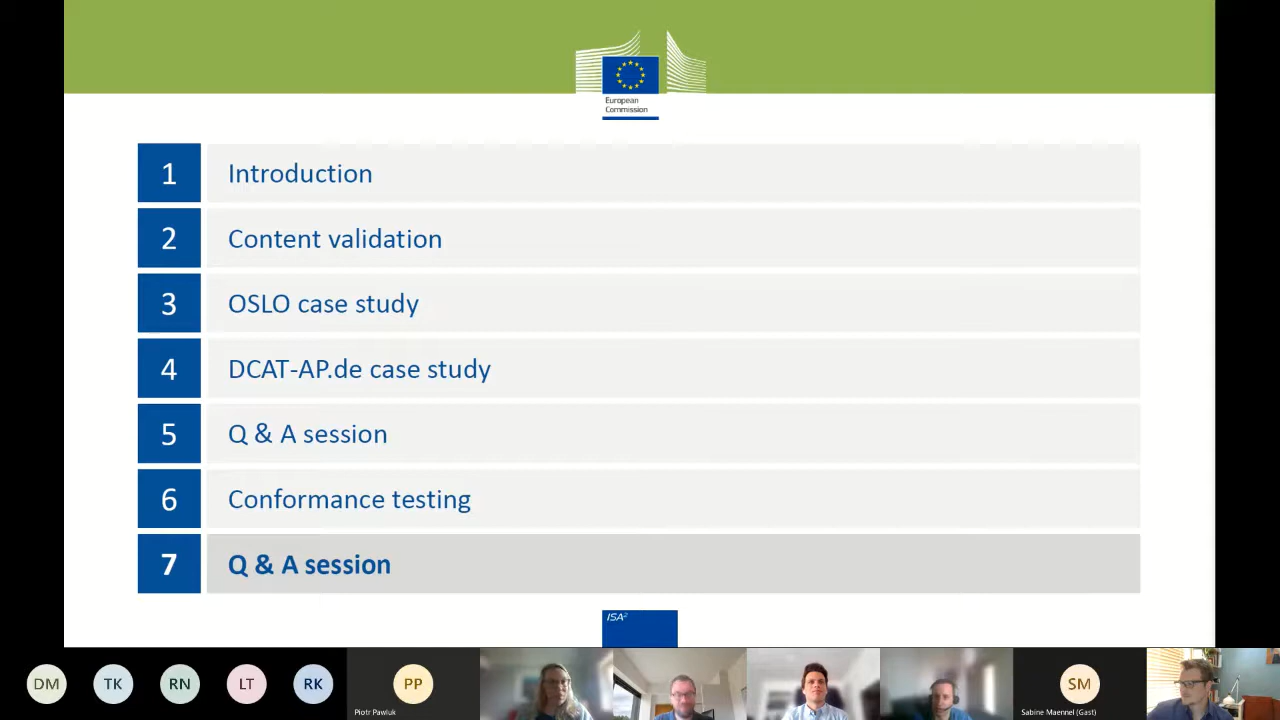 European
Commission
1 Introduction
2 Content validation
3 OSLO case study
4 DCAT-AP.de case study
5 Q & A session
6 Conformance testing
7 Q & A session
ISA²
DM TK RN LT RK PP SM
Piotr Pawluk Sabine Maennel (Gast)